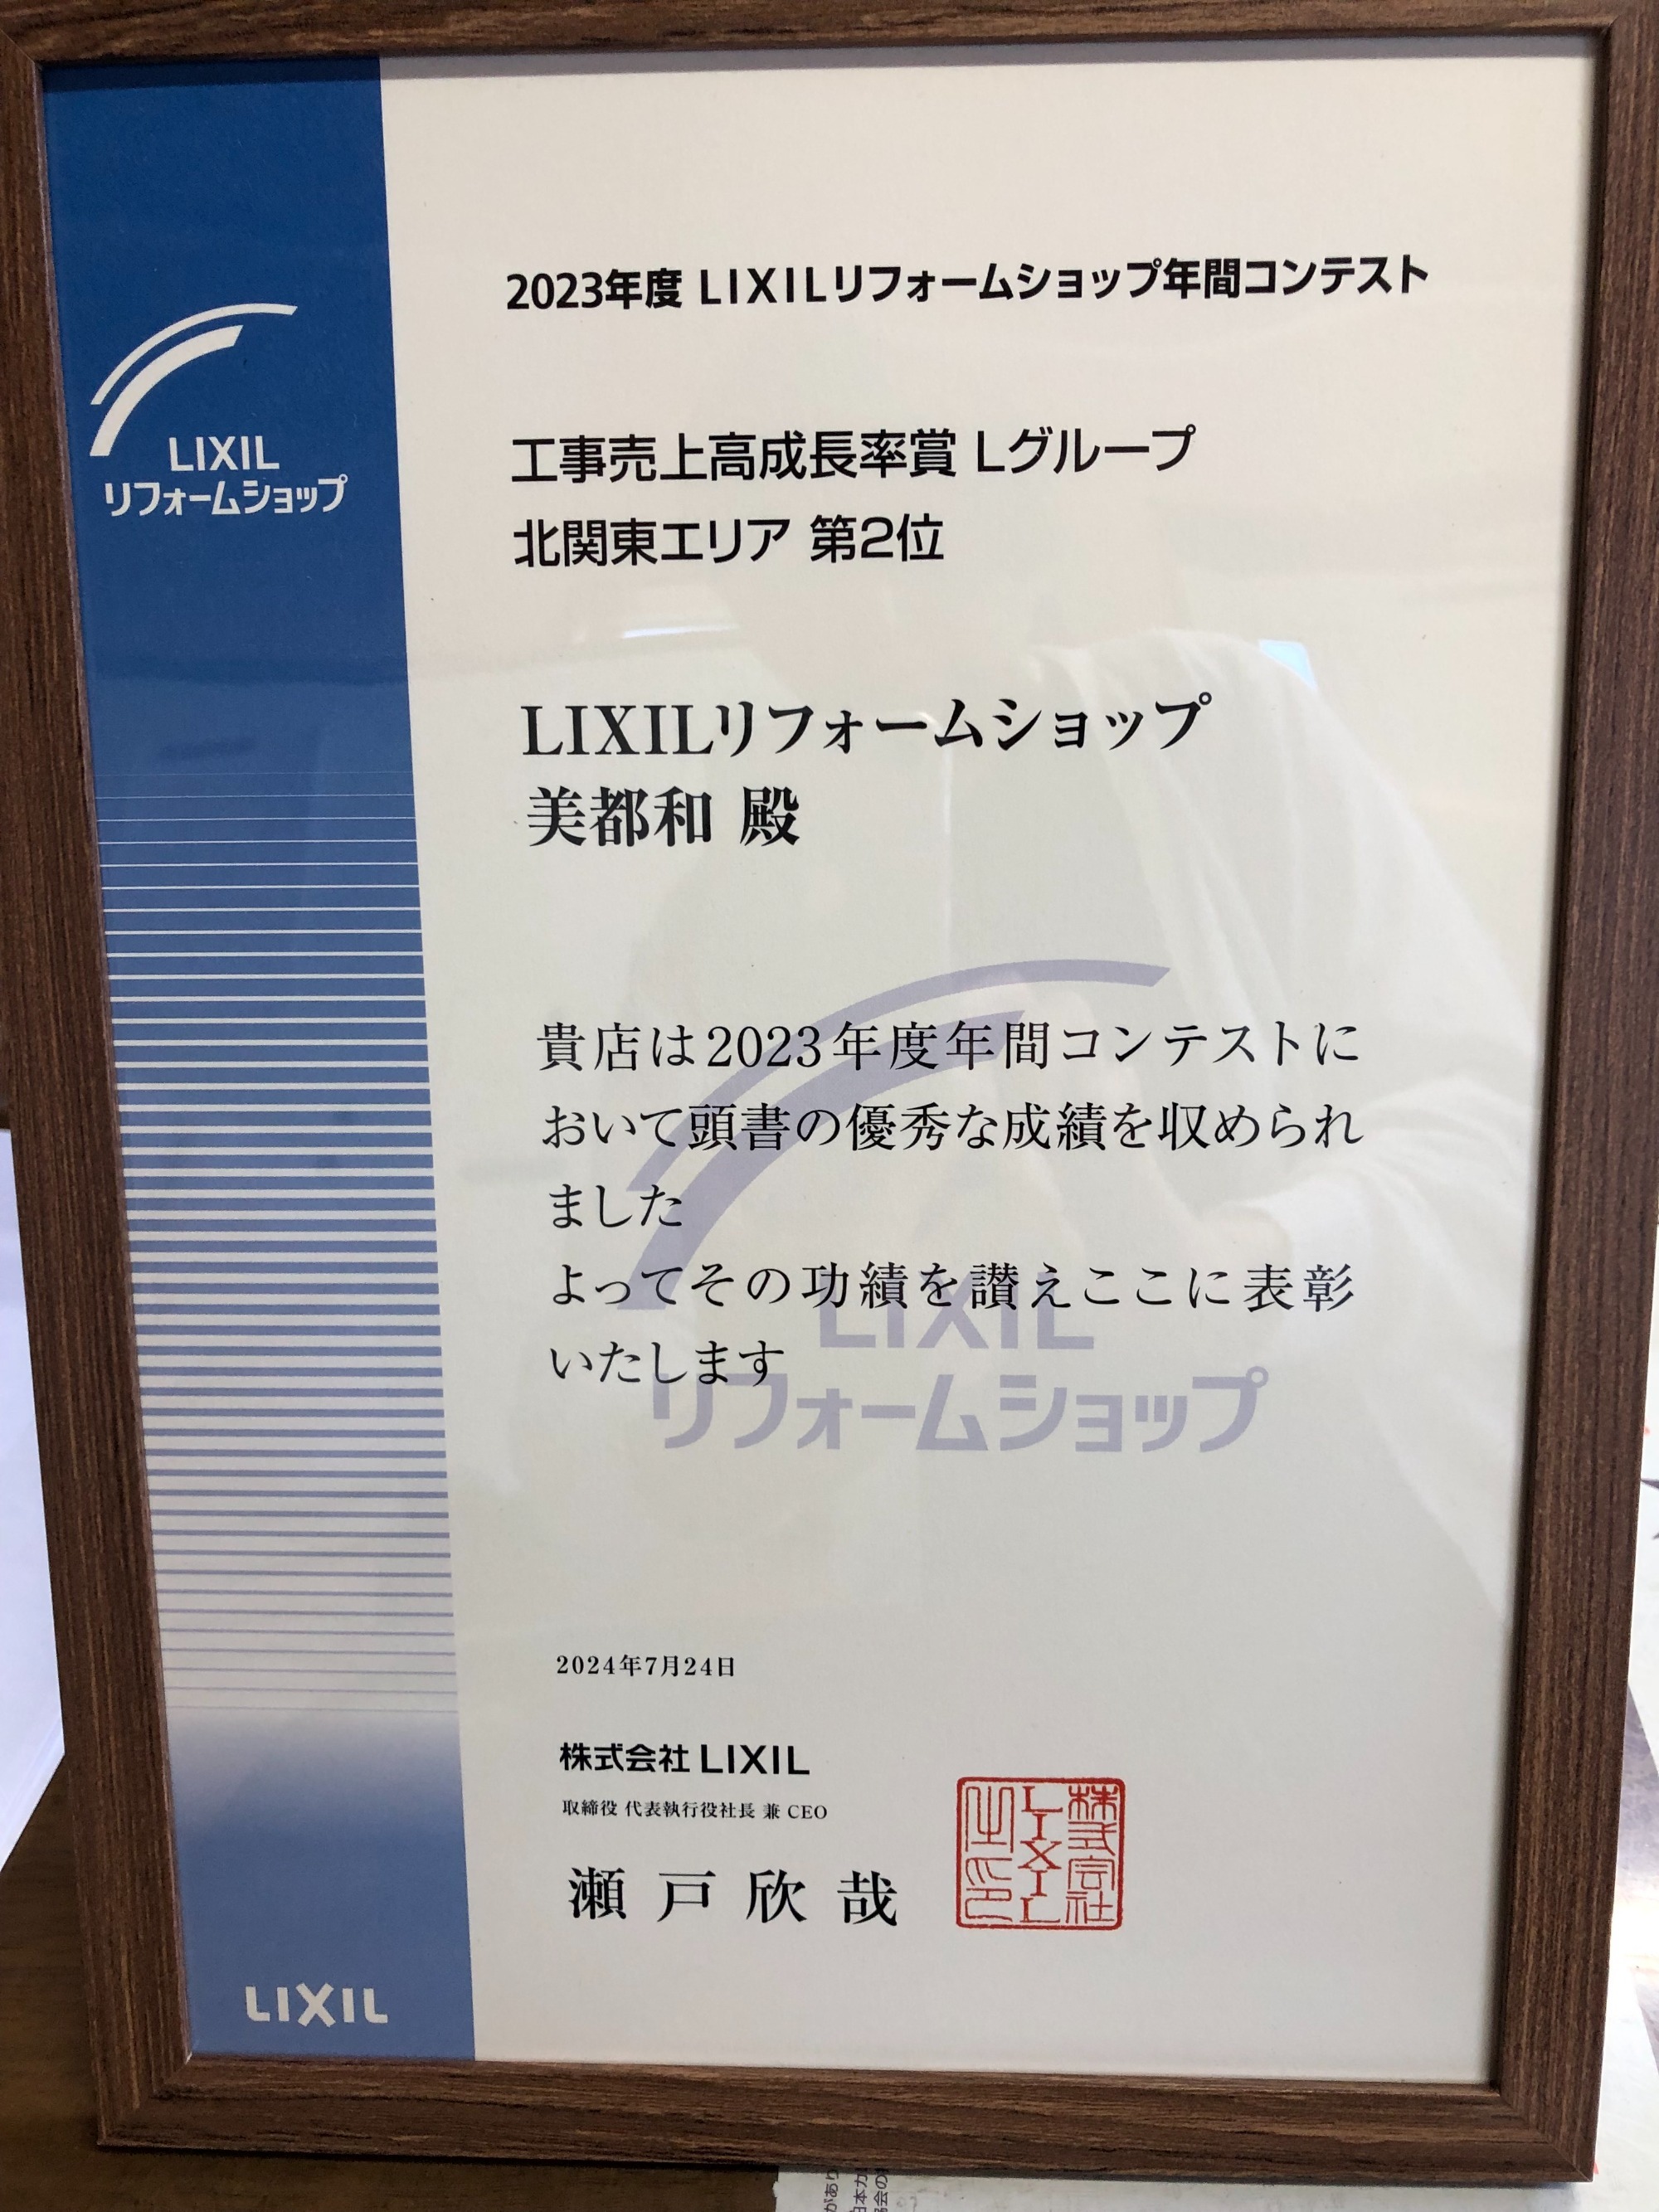 LIXIL
リフォームショップ
2023年度 LIXILリフォームショップ年間コンテスト
工事売上高成長率賞 Lグループ
北関東エリア 第2位
LIXILリフォームショップ
美都和 殿
貴店は2023年度年間コンテストに
おいて頭書の優秀な成績を収められ
ました
よってその功績を讃えここに表彰
いたします
LIXIL
リフォームショップ
2024年7月24日
株式会社 LIXIL
取締役 代表執行役社長 兼 CEO
瀬戸欣哉
株式会社
LIXIL
之印
LIXIL